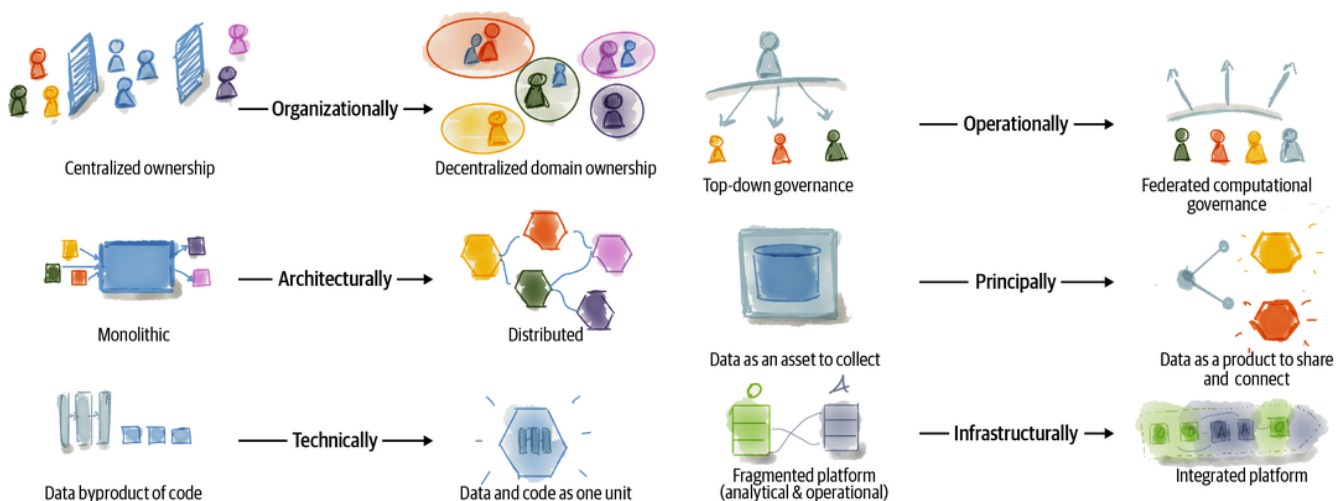 Organizationally
Centralized ownership
Decentralized domain ownership
Operationally
Top-down governance
Federated computational
governance
Architecturally
Monolithic
Distributed
Principally
Data as an asset to collect
Data as a product to share
and connect
Technically
Data byproduct of code
Data and code as one unit
O
A
Infrastructurally
Fragmented platform
(analytical & operational)
O O A A O
Integrated platform